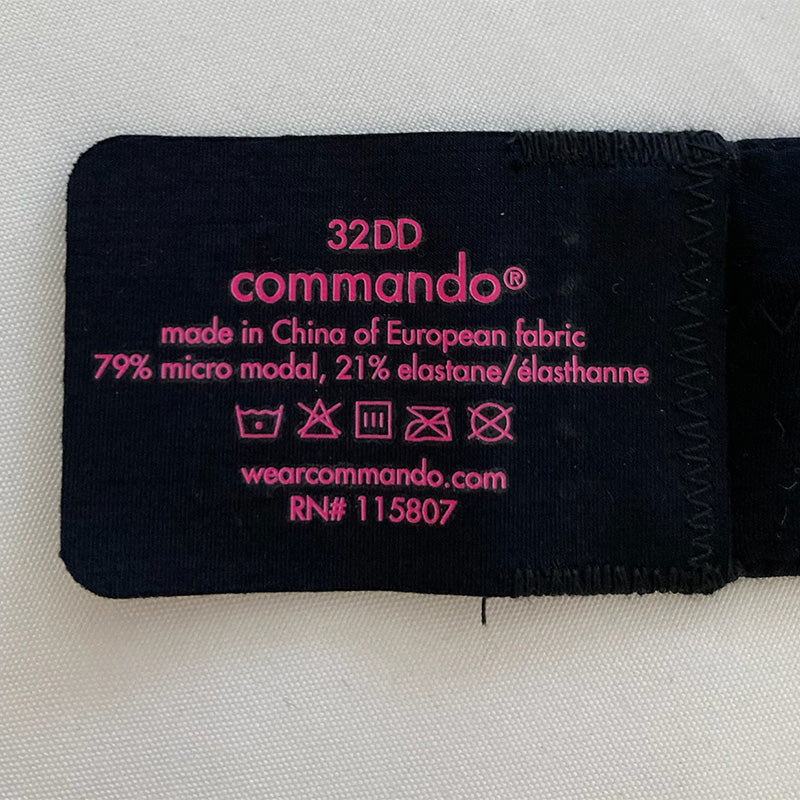 32DD
commando®
made in China of European fabric
79% micro modal, 21% elastane/élasthanne
wearcommando.com
RN# 115807